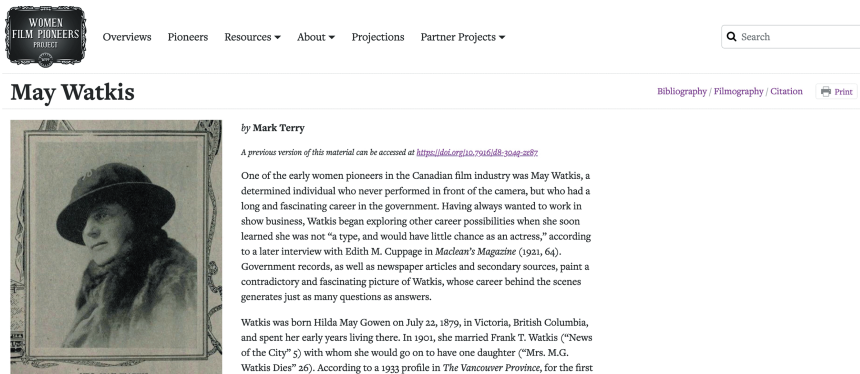 WOMEN
FILM PIONEERS
PROJECT
Overviews Pioneers Resources About Projections Partner Projects Search
May Watkis Bibliography / Filmography / Citation Print
by Mark Terry
A previous version of this material can be accessed at https://doi.org/10.7916/d8-304q-2e87
One of the early women pioneers in the Canadian film industry was May Watkis, a
determined individual who never performed in front of the camera, but who had a
long and fascinating career in the government. Having always wanted to work in
show business, Watkis began exploring other career possibilities when she soon
learned she was not “a type, and would have little chance as an actress,” according
to a later interview with Edith M. Cuppage in Maclean’s Magazine (1921, 64).
Government records, as well as newspaper articles and secondary sources, paint a
contradictory and fascinating picture of Watkis, whose career behind the scenes
generates just as many questions as answers.
Watkis was born Hilda May Gowen on July 22, 1879, in Victoria, British Columbia,
and spent her early years living there. In 1901, she married Frank T. Watkis (“News
of the City” 5) with whom she would go on to have one daughter (“Mrs. M.G.
Watkis Dies” 26). According to a 1933 profile in The Vancouver Province, for the first